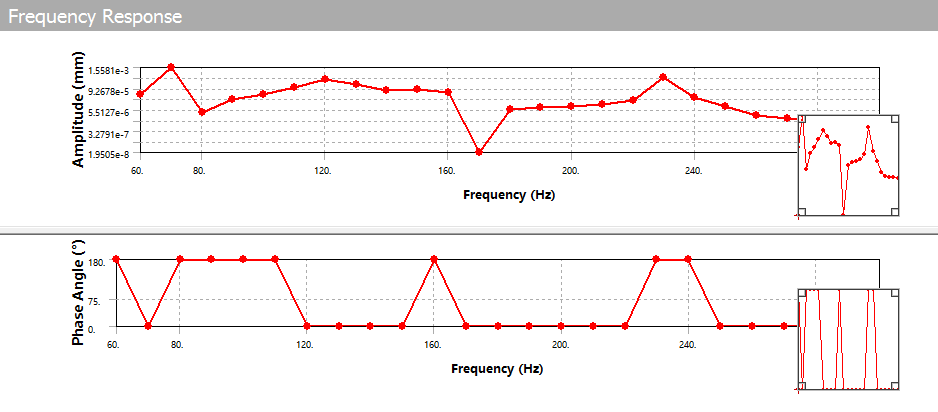 Frequency Response
Amplitude (mm)
1.5581e-3
9.2678e-5
5.5127e-6
3.2791e-7
1.9505e-8
60. 80. 120. 160. 200. 240.
Frequency (Hz)
Phase Angle (°)
180.
75.
0.
60. 80. 120. 160. 200. 240.
Frequency (Hz)